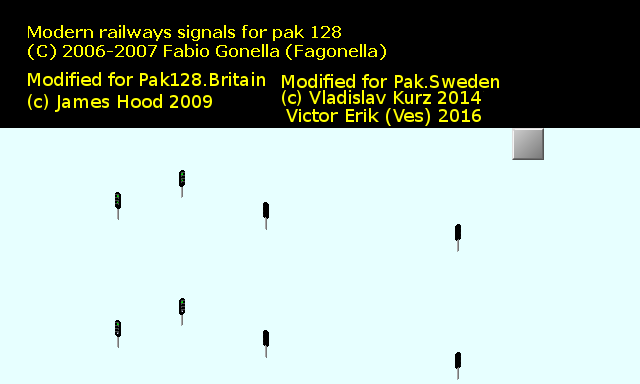 Modern railways signals for pak 128
(C) 2006-2007 Fabio Gonella (Fagonella)
Modified for Pak128.Britain
(c) James Hood 2009
Modified for Pak.Sweden
(c) Vladislav Kurz 2014
Victor Erik (Ves) 2016